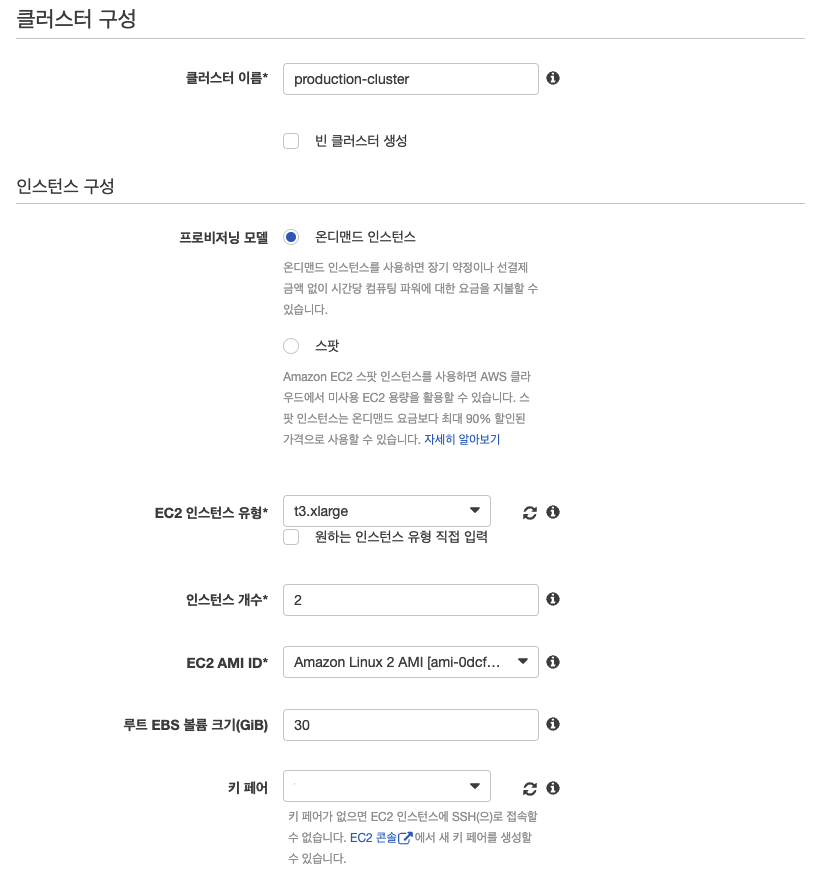 클러스터 구성
클러스터 이름* production-cluster
빈 클러스터 생성
인스턴스 구성
프로비저닝 모델 온디맨드 인스턴스
온디맨드 인스턴스를 사용하면 장기 약정이나 선결제
금액 없이 시간당 컴퓨팅 파워에 대한 요금을 지불할 수
있습니다.
스팟
Amazon EC2 스팟 인스턴스를 사용하면 AWS 클라
우드에서 미사용 EC2 용량을 활용할 수 있습니다. 스
팟 인스턴스는 온디맨드 요금보다 최대 90% 할인된
가격으로 사용할 수 있습니다. 자세히 알아보기
EC2 인스턴스 유형* t3.xlarge
원하는 인스턴스 유형 직접 입력
인스턴스 개수* 2
EC2 AMI ID* Amazon Linux 2 AMI [ami-0dcf...
루트 EBS 볼륨 크기(GiB) 30
키 페어
키 페어가 없으면 EC2 인스턴스에 SSH(으)로 접속할
수 없습니다. EC2 콘솔에서 새 키 페어를 생성할
수 있습니다.